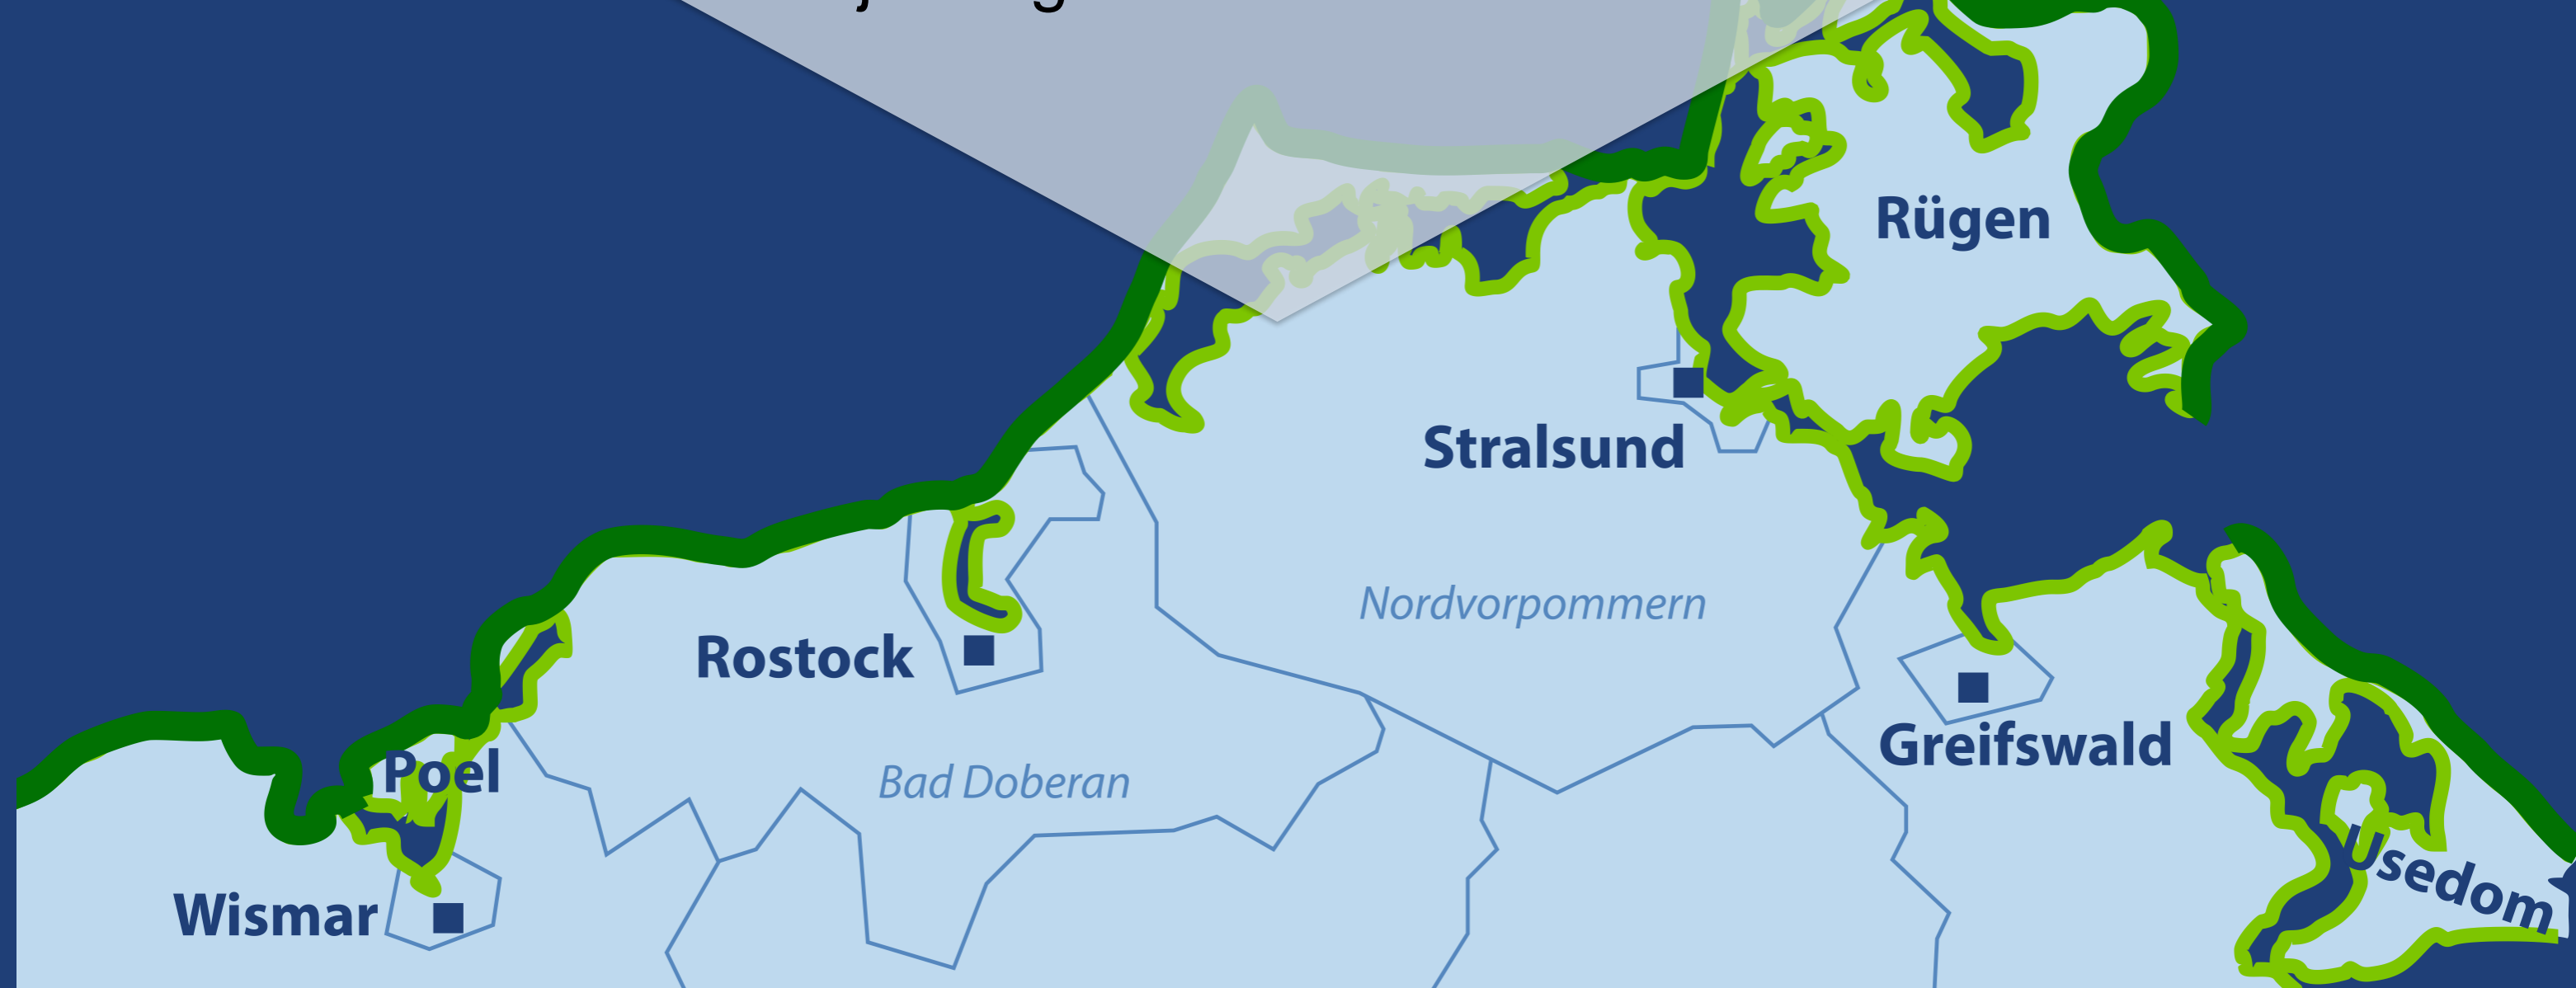 Rügen
Stralsund
Nordvorpommern
Rostock
Greifswald
Poel
Bad Doberan
Usedom
Wismar